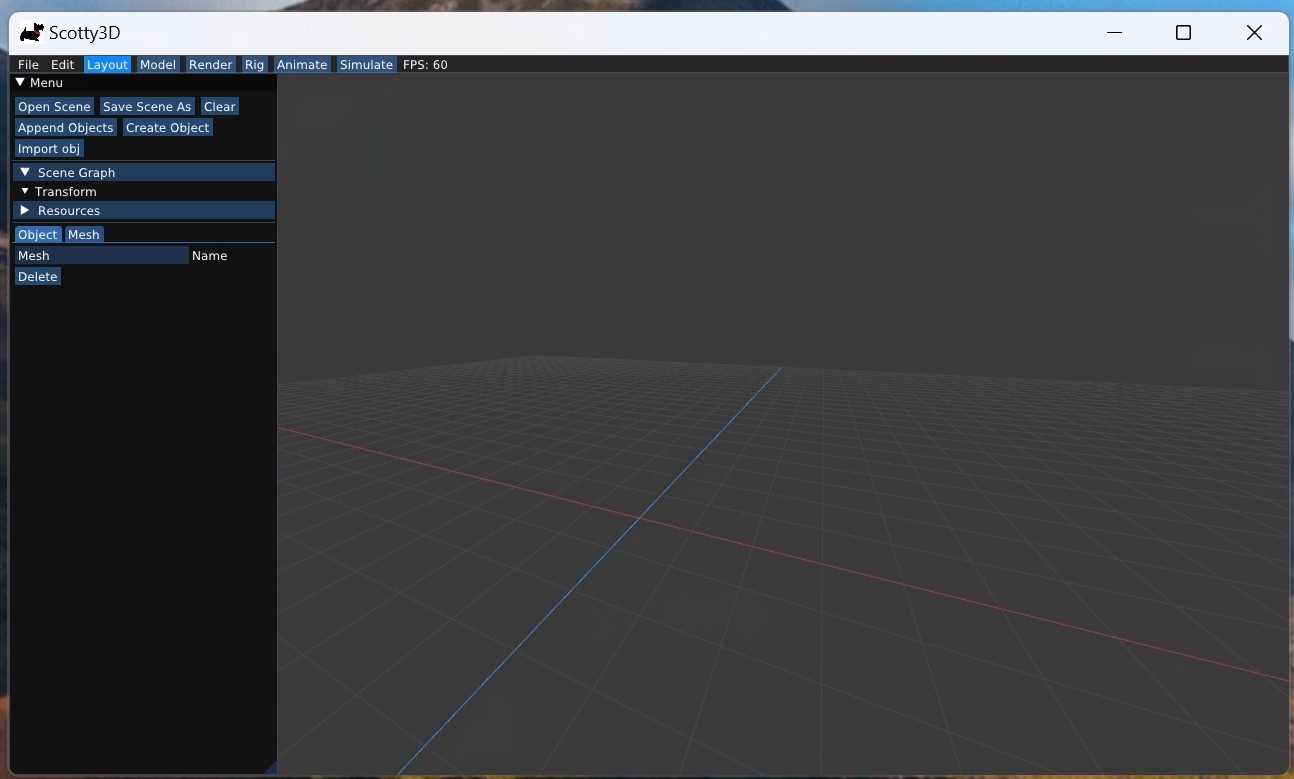 Scotty3D
File Edit Layout Model Render Rig Animate Simulate FPS: 60
Menu
Open Scene Save Scene As Clear
Append Objects Create Object
Import obj
Scene Graph
Transform
Resources
Object Mesh
Mesh Name
Delete